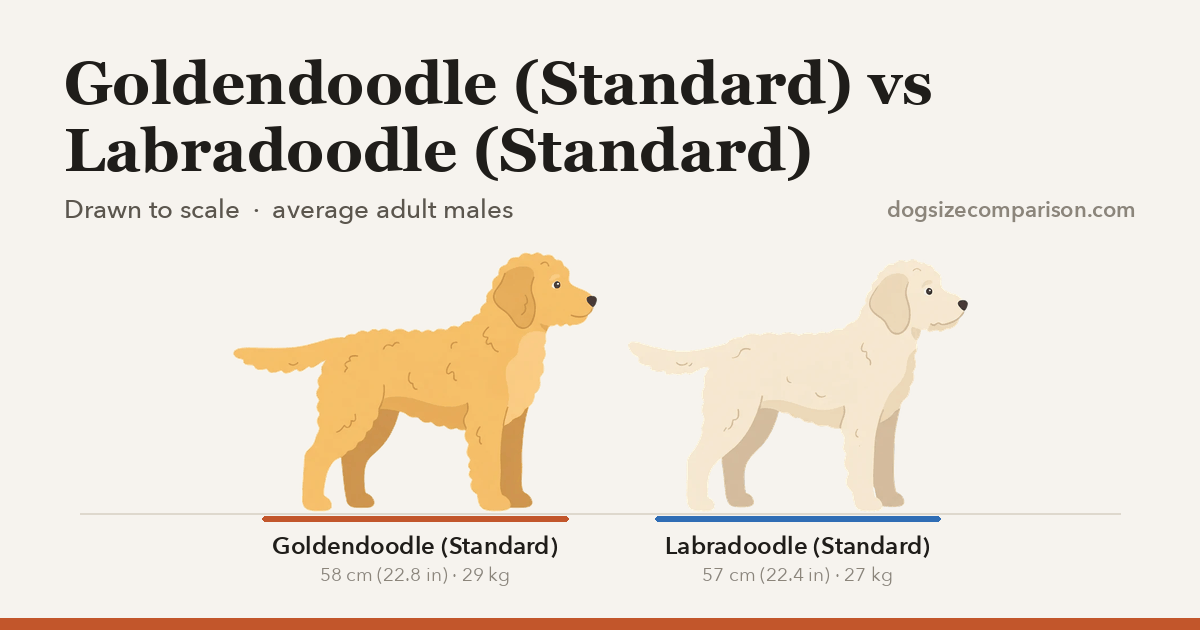 Goldendoodle (Standard) vs
Labradoodle (Standard)
Drawn to scale · average adult males
dogsizecomparison.com
Goldendoodle (Standard)
58 cm (22.8 in) · 29 kg
Labradoodle (Standard)
57 cm (22.4 in) · 27 kg